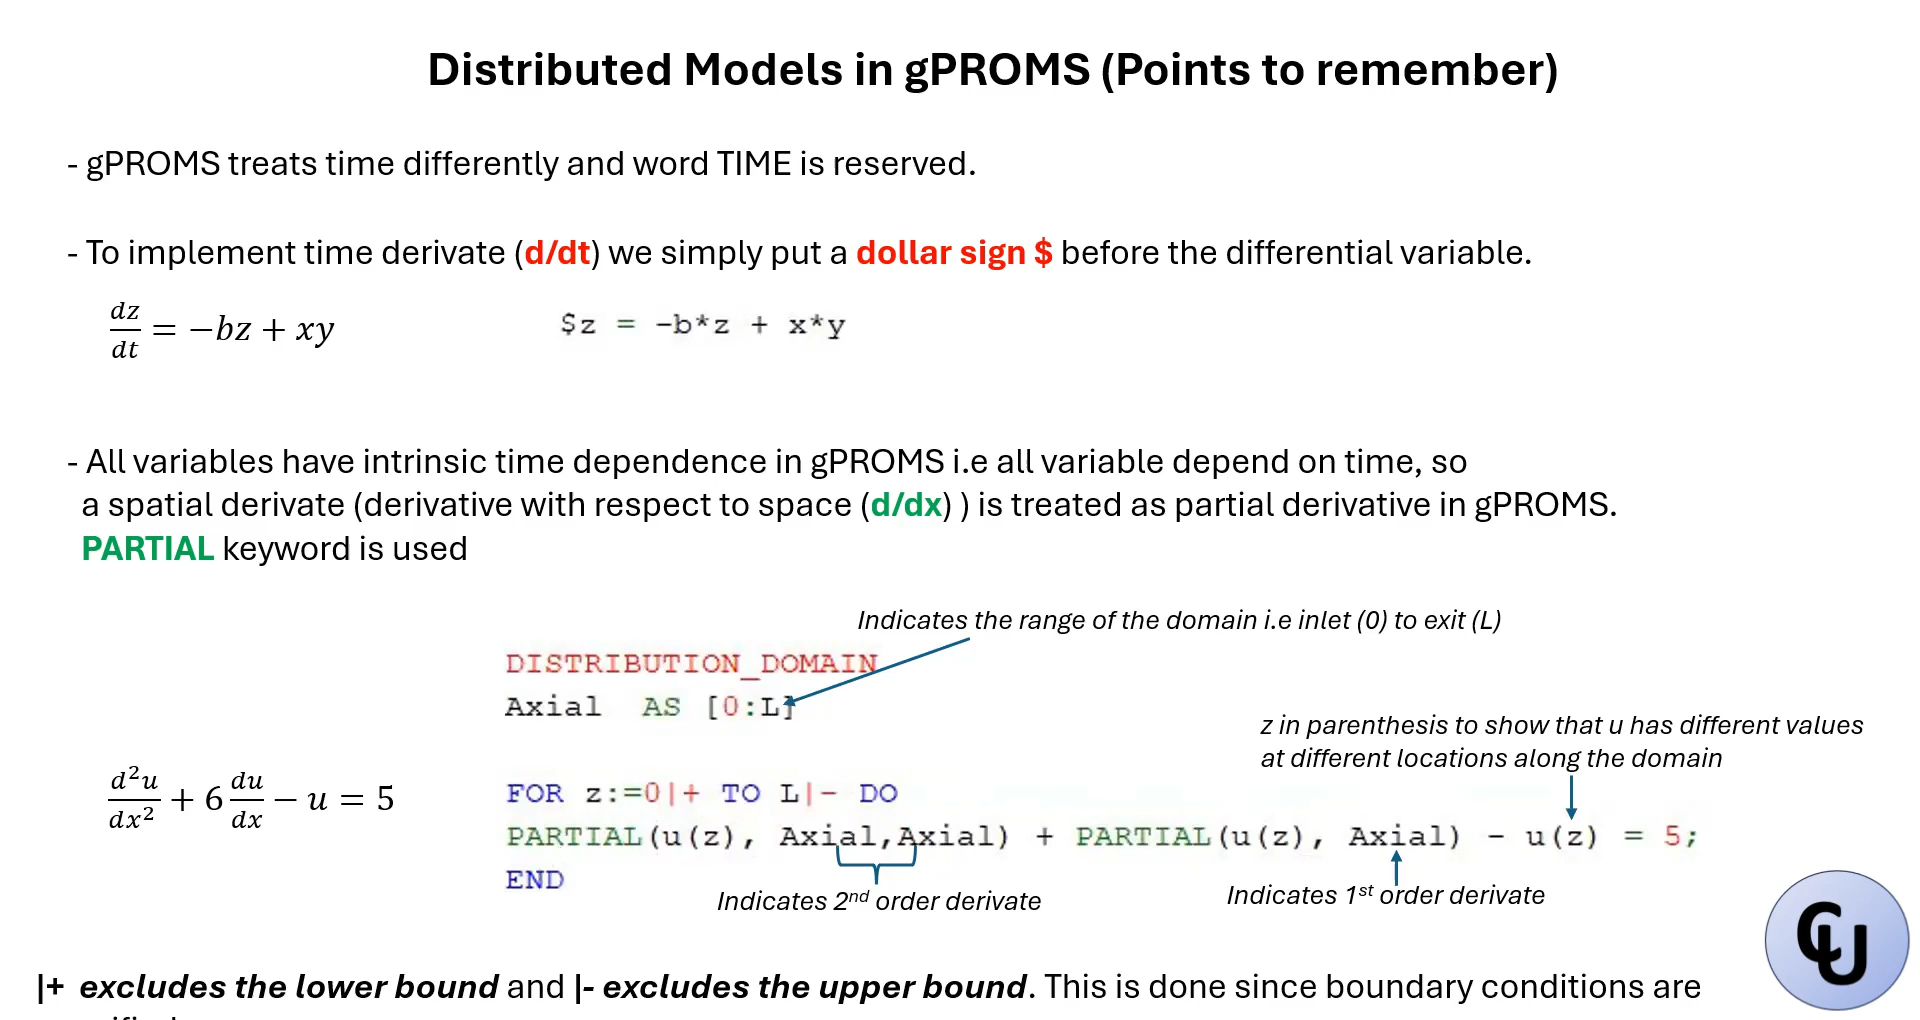 Distributed Models in gPROMS (Points to remember)
- gPROMS treats time differently and word TIME is reserved.
- To implement time derivate (d/dt) we simply put a dollar sign $ before the differential variable.
dz/dt = −bz + xy
$z = -b*z + x*y
- All variables have intrinsic time dependence in gPROMS i.e all variable depend on time, so
a spatial derivate (derivative with respect to space (d/dx) ) is treated as partial derivative in gPROMS.
PARTIAL keyword is used
Indicates the range of the domain i.e inlet (0) to exit (L)
DISTRIBUTION_DOMAIN
Axial AS [0:L]
z in parenthesis to show that u has different values
at different locations along the domain
d²u/dx² + 6 du/dx − u = 5
FOR z:=0|+ TO L|- DO
PARTIAL(u(z), Axial,Axial) + PARTIAL(u(z), Axial) - u(z) = 5;
END
Indicates 2nd order derivate
Indicates 1st order derivate
CU
|+ excludes the lower bound and |- excludes the upper bound. This is done since boundary conditions are